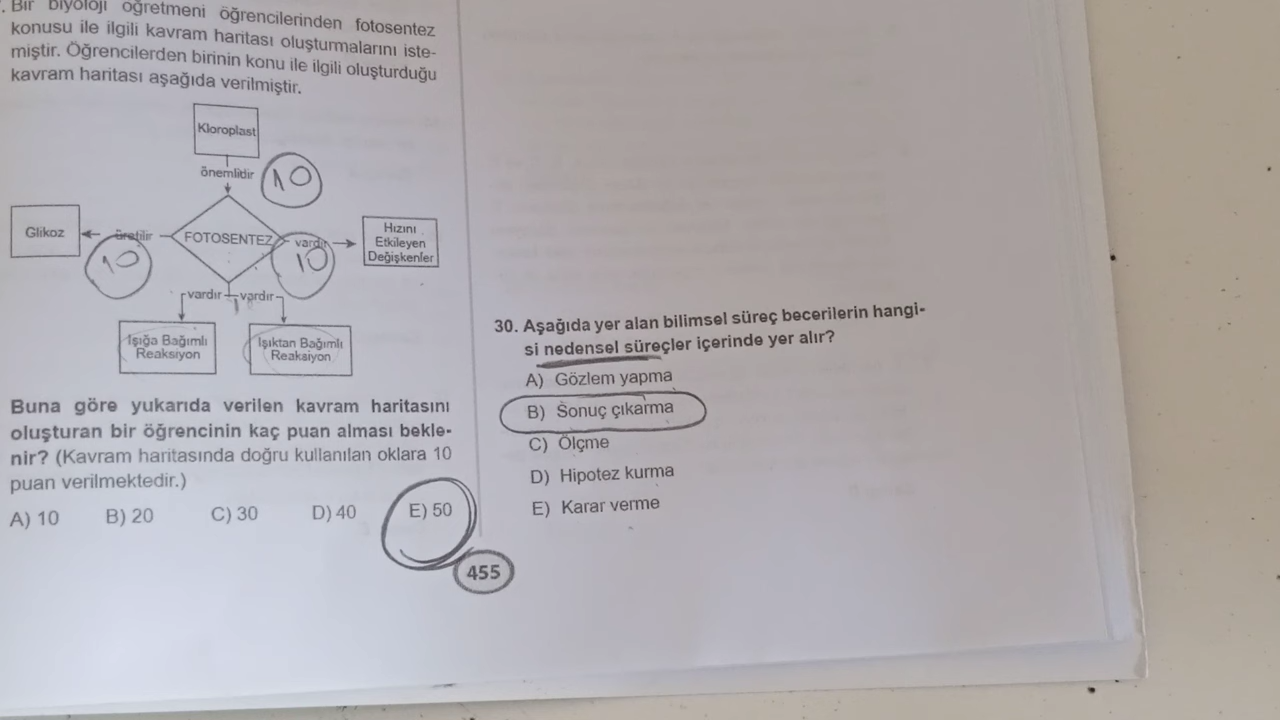 . Bir biyoloji öğretmeni öğrencilerinden fotosentez
konusu ile ilgili kavram haritası oluşturmalarını iste-
miştir. Öğrencilerden birinin konu ile ilgili oluşturduğu
kavram haritası aşağıda verilmiştir.
Kloroplast
önemlidir
10
Glikoz
üretilir
FOTOSENTEZ
vardır
Hızını
Etkileyen
Değişkenler
10
10
vardır
vardır
Işığa Bağımlı
Reaksiyon
Işıktan Bağımlı
Reaksiyon
Buna göre yukarıda verilen kavram haritasını
oluşturan bir öğrencinin kaç puan alması bekle-
nir? (Kavram haritasında doğru kullanılan oklara 10
puan verilmektedir.)
A) 10 B) 20 C) 30 D) 40 E) 50
455
30. Aşağıda yer alan bilimsel süreç becerilerin hangi-
si nedensel süreçler içerinde yer alır?
A) Gözlem yapma
B) Sonuç çıkarma
C) Ölçme
D) Hipotez kurma
E) Karar verme